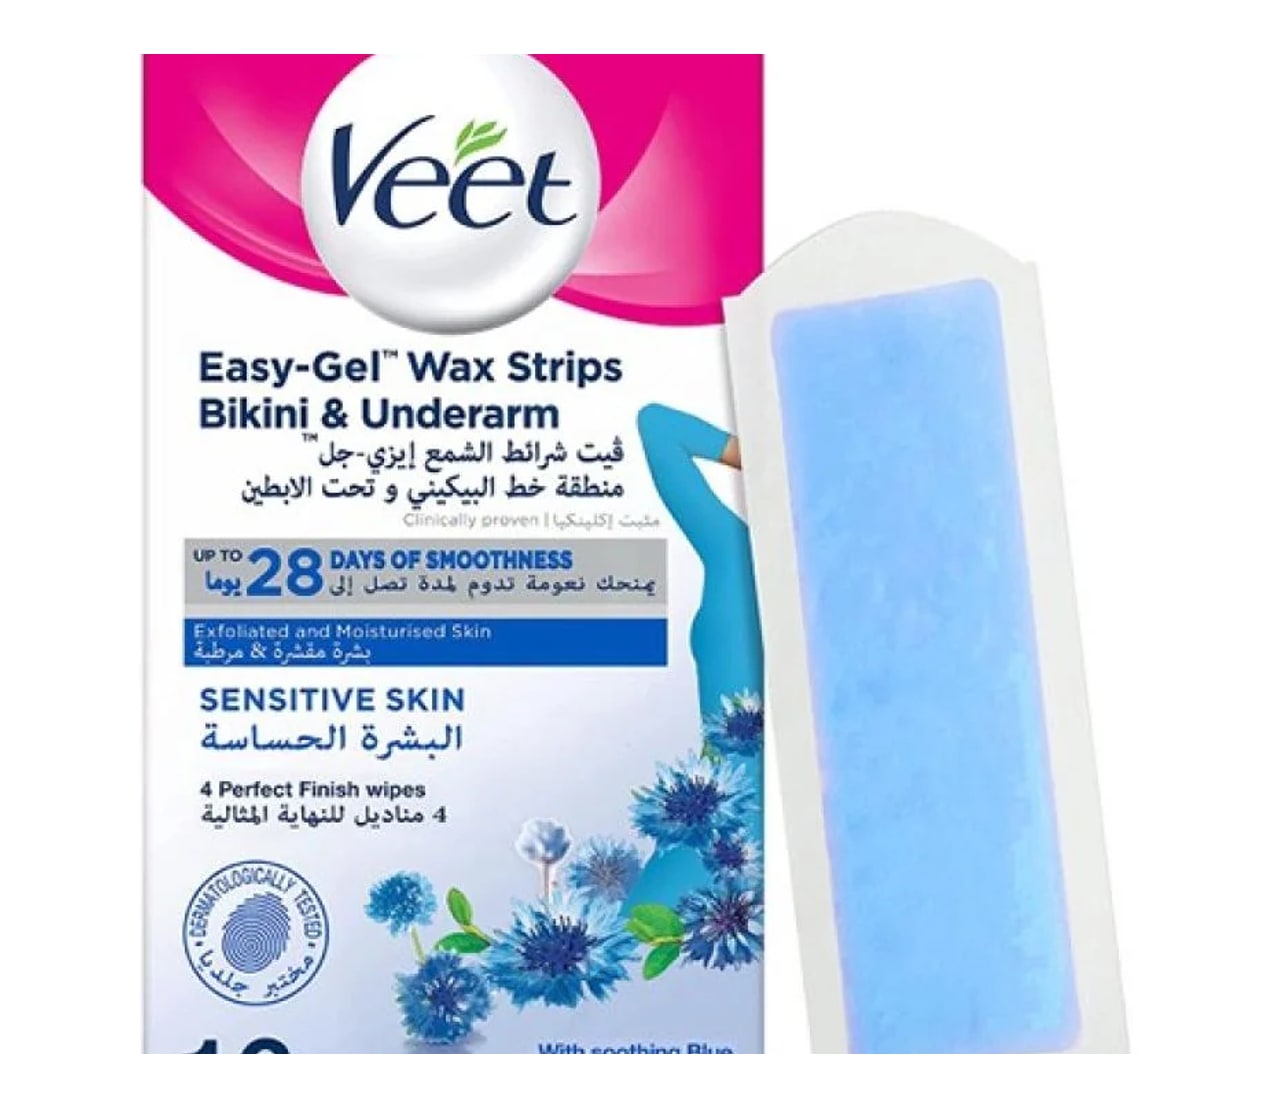 Veet
Easy-Gel™ Wax Strips
Bikini & Underarm
ڤيت شرائط الشمع إيزي-جل™
منطقة خط البيكيني و تحت الابطين
Clinically proven | مثبت إكلينكيا
UP TO 28 DAYS OF SMOOTHNESS
يمنحك نعومة تدوم لمدة تصل إلى يوما
Exfoliated and Moisturised Skin
بشرة مقشرة & مرطبة
SENSITIVE SKIN
البشرة الحساسة
4 Perfect Finish wipes
4 مناديل للنهاية المثالية
DERMATOLOGICALLY TESTED
مختبر جلديا
With soothing Blue